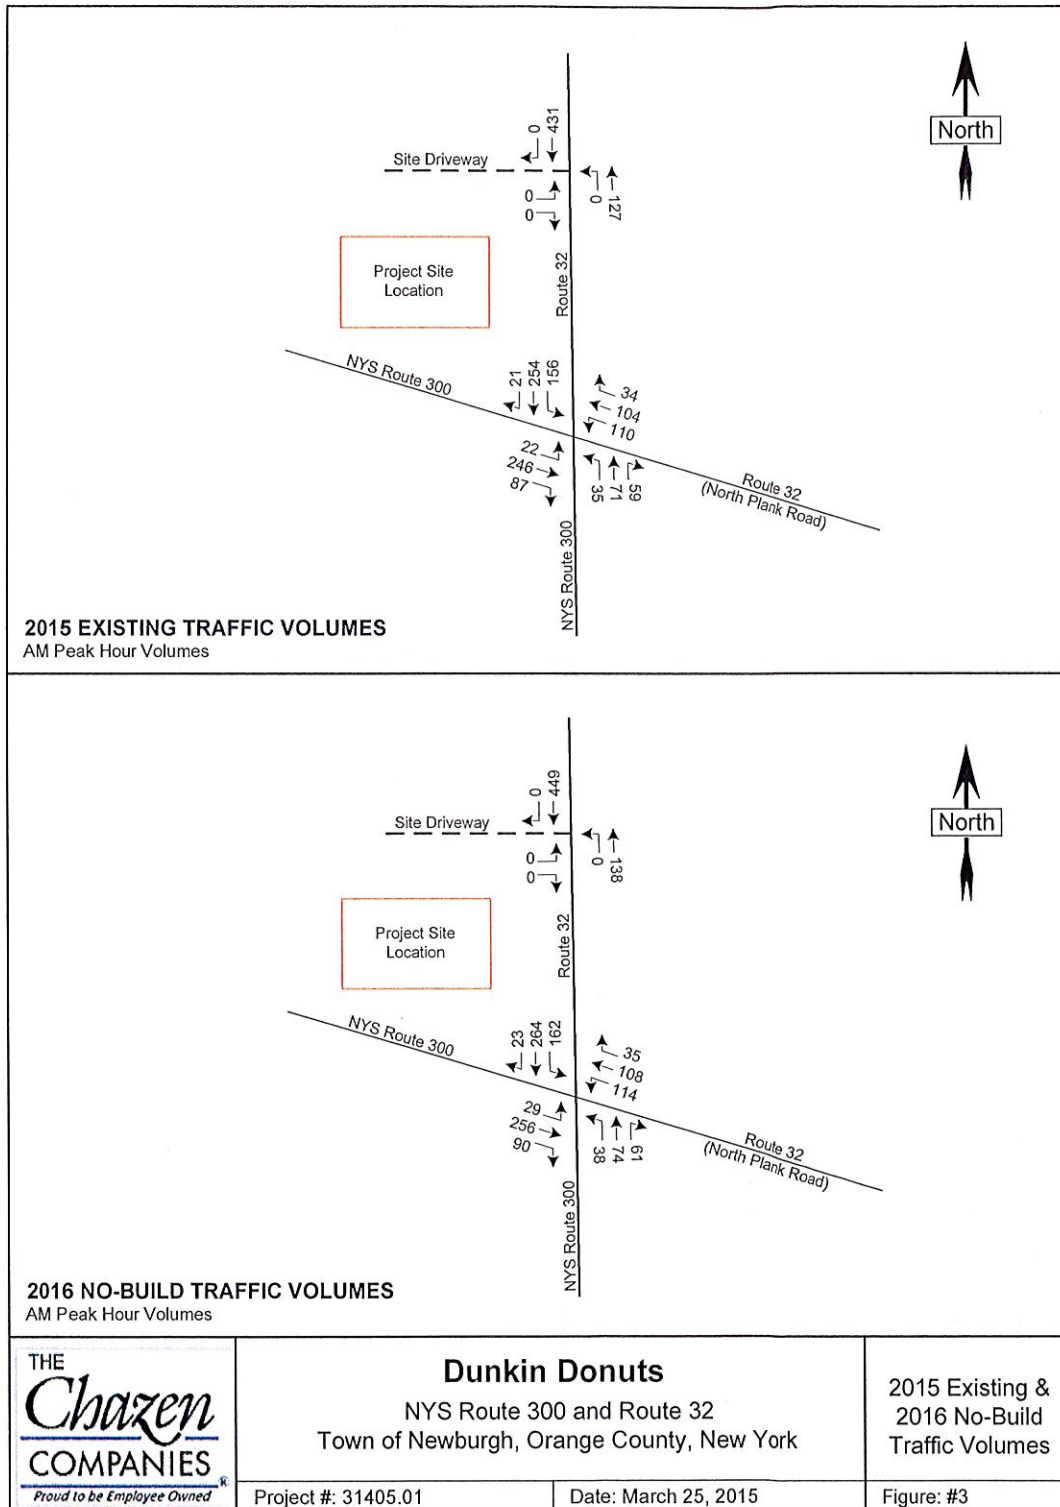 0
431
Site Driveway
0
0
0
127
Project Site
Location
Route 32
NYS Route 300
21
254
156
34
104
110
22
246
87
35
71
59
Route 32
(North Plank Road)
NYS Route 300
North
2015 EXISTING TRAFFIC VOLUMES
AM Peak Hour Volumes
0
449
Site Driveway
0
0
0
138
Project Site
Location
Route 32
NYS Route 300
23
264
162
35
108
114
29
256
90
38
74
61
Route 32
(North Plank Road)
NYS Route 300
North
2016 NO-BUILD TRAFFIC VOLUMES
AM Peak Hour Volumes
THE
Chazen
COMPANIES®
Proud to be Employee Owned
Dunkin Donuts
NYS Route 300 and Route 32
Town of Newburgh, Orange County, New York
Project #: 31405.01
Date: March 25, 2015
2015 Existing &
2016 No-Build
Traffic Volumes
Figure: #3